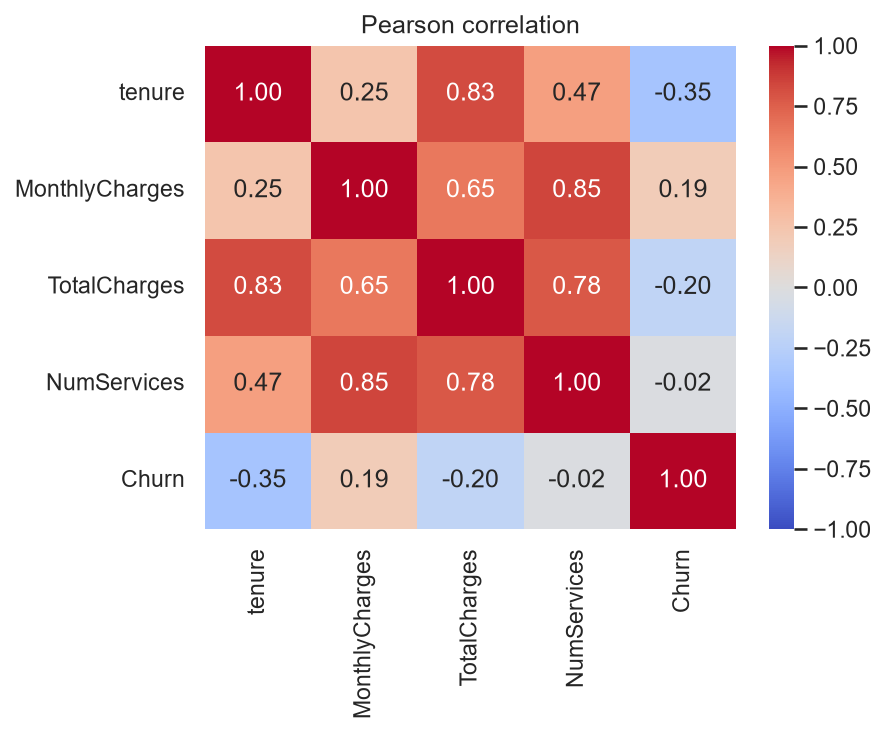 Pearson correlation
tenure 1.00 0.25 0.83 0.47 -0.35
MonthlyCharges 0.25 1.00 0.65 0.85 0.19
TotalCharges 0.83 0.65 1.00 0.78 -0.20
NumServices 0.47 0.85 0.78 1.00 -0.02
Churn -0.35 0.19 -0.20 -0.02 1.00
tenure
MonthlyCharges
TotalCharges
NumServices
Churn
1.00
0.75
0.50
0.25
0.00
−0.25
−0.50
−0.75
−1.00